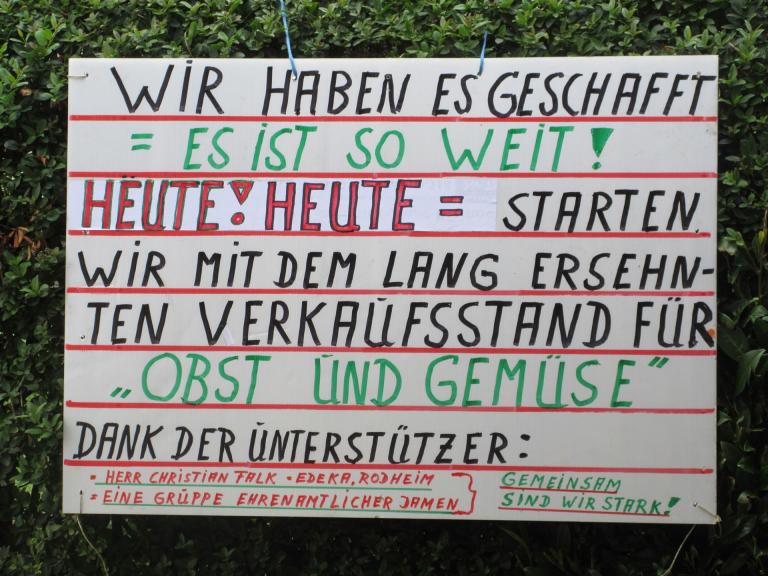 WIR HABEN ES GESCHAFFT
= ES IST SO WEIT!
HEUTE! HEUTE = STARTEN
WIR MIT DEM LANG ERSEHN-
TEN VERKAUFSSTAND FÜR
„OBST UND GEMÜSE"
DANK DER UNTERSTÜTZER:
- HERR CHRISTIAN FALK - EDEKA, RODHEIM
= EINE GRUPPE EHRENAMTLICHER DAMEN
GEMEINSAM
SIND WIR STARK!